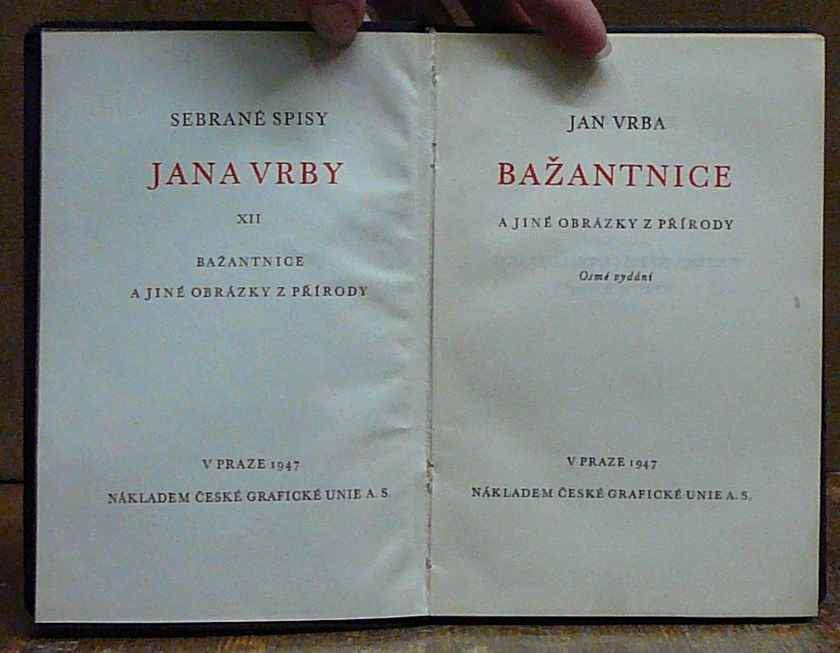 SEBRANÉ SPISY
JANA VRBY
XII
BAŽANTNICE
A JINÉ OBRÁZKY Z PŘÍRODY
V PRAZE 1947
NÁKLADEM ČESKÉ GRAFICKÉ UNIE A. S.
JAN VRBA
BAŽANTNICE
A JINÉ OBRÁZKY Z PŘÍRODY
Osmé vydání
V PRAZE 1947
NÁKLADEM ČESKÉ GRAFICKÉ UNIE A. S.